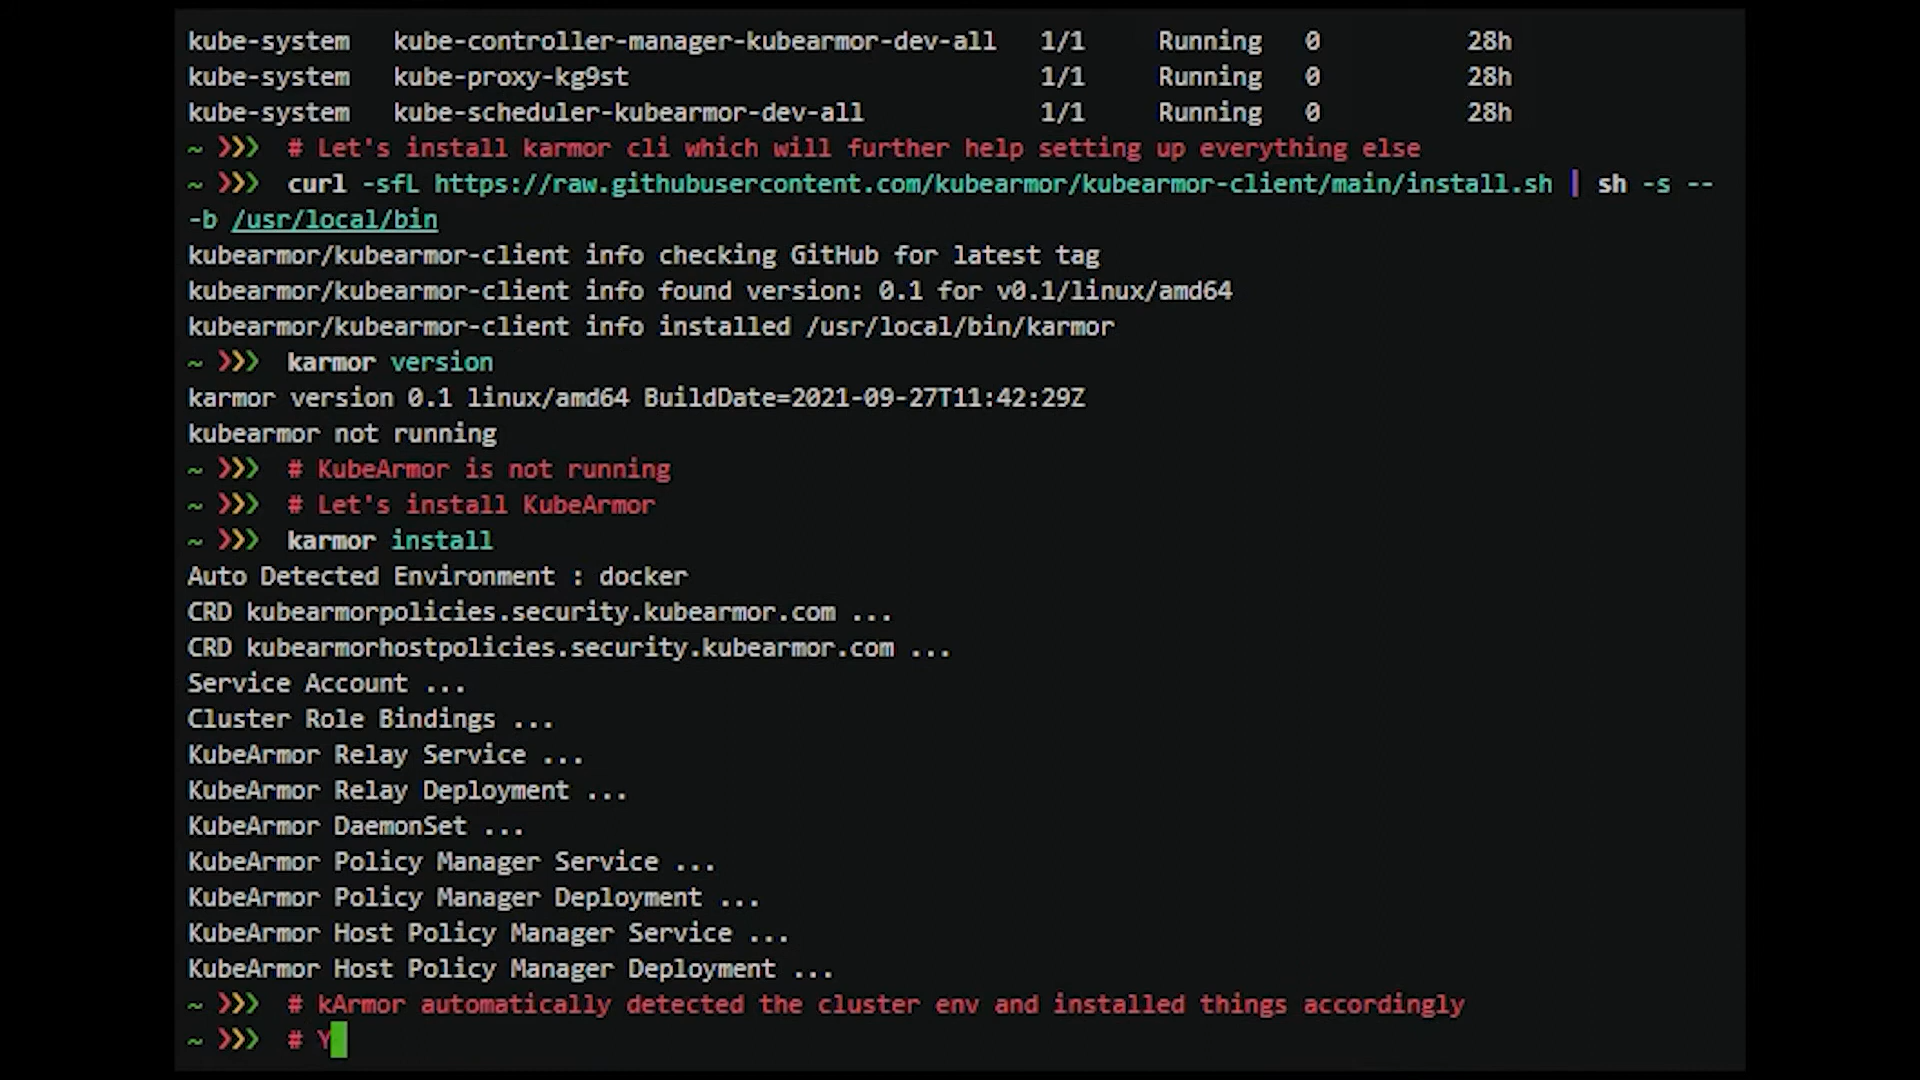 kube-system   kube-controller-manager-kubearmor-dev-all   1/1     Running   0          28h
kube-system   kube-proxy-kg9st                            1/1     Running   0          28h
kube-system   kube-scheduler-kubearmor-dev-all            1/1     Running   0          28h
~ ❯❯❯  # Let's install karmor cli which will further help setting up everything else
~ ❯❯❯  curl -sfL https://raw.githubusercontent.com/kubearmor/kubearmor-client/main/install.sh | sh -s --
-b /usr/local/bin
kubearmor/kubearmor-client info checking GitHub for latest tag
kubearmor/kubearmor-client info found version: 0.1 for v0.1/linux/amd64
kubearmor/kubearmor-client info installed /usr/local/bin/karmor
~ ❯❯❯  karmor version
karmor version 0.1 linux/amd64 BuildDate=2021-09-27T11:42:29Z
kubearmor not running
~ ❯❯❯  # KubeArmor is not running
~ ❯❯❯  # Let's install KubeArmor
~ ❯❯❯  karmor install
Auto Detected Environment : docker
CRD kubearmorpolicies.security.kubearmor.com ...
CRD kubearmorhostpolicies.security.kubearmor.com ...
Service Account ...
Cluster Role Bindings ...
KubeArmor Relay Service ...
KubeArmor Relay Deployment ...
KubeArmor DaemonSet ...
KubeArmor Policy Manager Service ...
KubeArmor Policy Manager Deployment ...
KubeArmor Host Policy Manager Service ...
KubeArmor Host Policy Manager Deployment ...
~ ❯❯❯  # kArmor automatically detected the cluster env and installed things accordingly
~ ❯❯❯  # Y